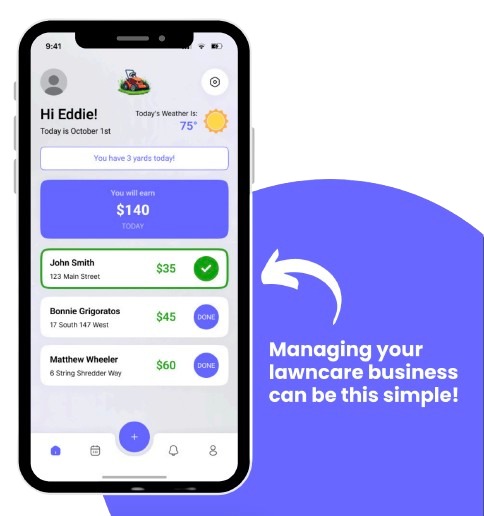 9:41
Hi Eddie!
Today is October 1st
Today's Weather Is:
75°
You have 3 yards today!
You will earn
$140
TODAY
John Smith
123 Main Street
$35
Bonnie Grigoratos
17 South 147 West
$45
DONE
Matthew Wheeler
6 String Shredder Way
$60
DONE
Managing your
lawncare business
can be this simple!